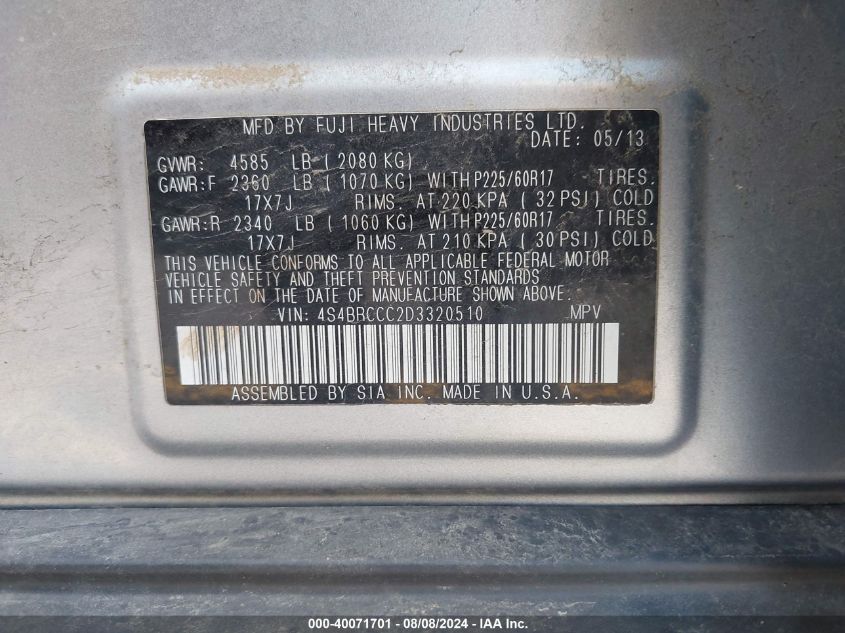 MFD BY FUJI HEAVY INDUSTRIES LTD.
DATE: 05/13
GVWR: 4585 LB ( 2080 KG)
GAWR:F 2360 LB ( 1070 KG) WITH P225/60R17 TIRES.
17X7J RIMS. AT 220 KPA ( 32 PSI) COLD
GAWR:R 2340 LB ( 1060 KG) WITH P225/60R17 TIRES.
17X7J RIMS. AT 210 KPA ( 30 PSI) COLD
THIS VEHICLE CONFORMS TO ALL APPLICABLE FEDERAL MOTOR
VEHICLE SAFETY AND THEFT PREVENTION STANDARDS
IN EFFECT ON THE DATE OF MANUFACTURE SHOWN ABOVE.
VIN: 4S4BRCCC2D3320510 MPV
ASSEMBLED BY SIA INC. MADE IN U.S.A.
000-40071701 - 08/08/2024 - IAA Inc.